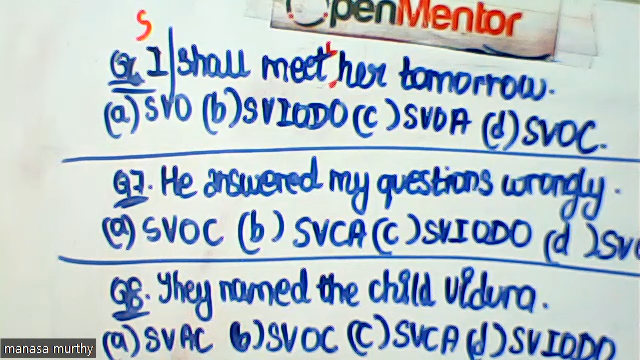 OpenMentor
S
Q6. I shall meet her tomorrow.
(a) SVO (b) SVIODO (c) SVOA (d) SVOC.
Q7. He answered my questions wrongly.
(a) SVOC (b) SVCA (c) SVIODO (d)
Q8. They named the child Vidura.
(a) SVAC (b) SVOC (c) SVCA (d) SVIODO
manasa murthy